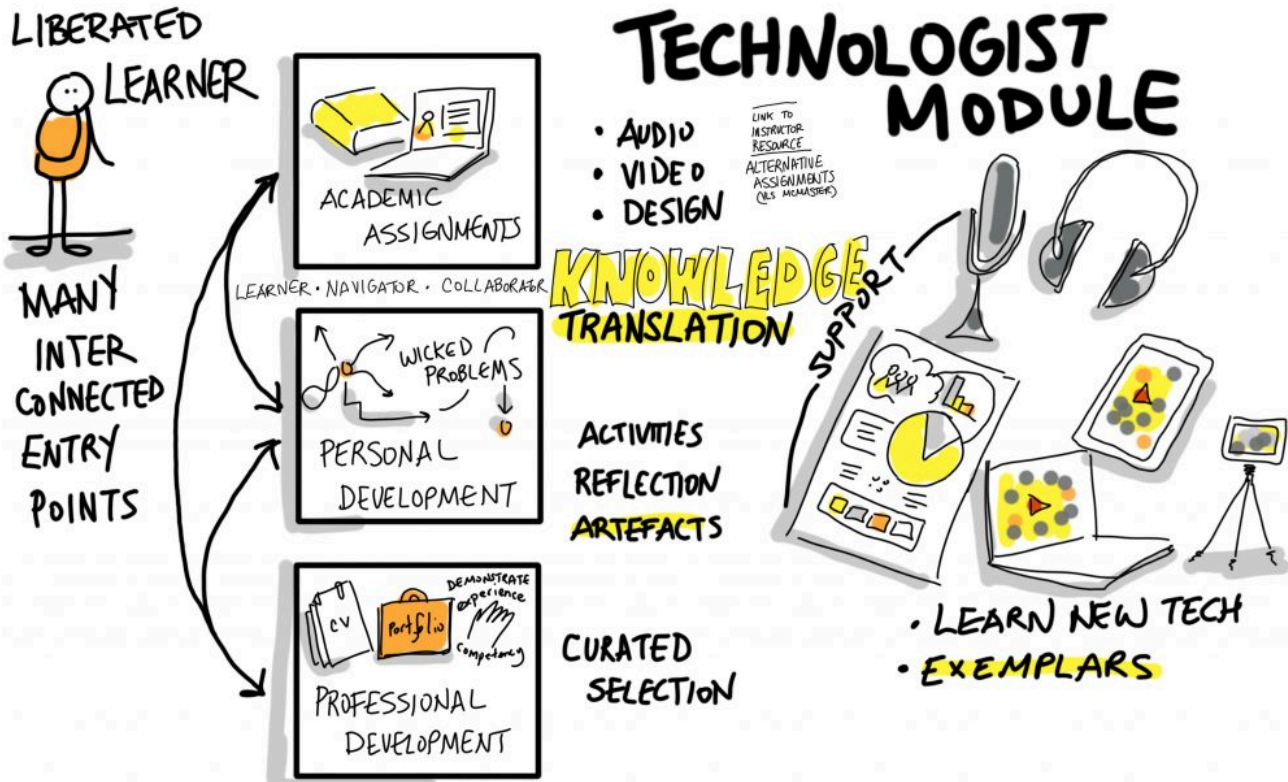 LIBERATED
LEARNER
MANY
INTER
CONNECTED
ENTRY
POINTS
ACADEMIC
ASSIGNMENTS
LEARNER · NAVIGATOR · COLLABORATOR
WICKED
PROBLEMS
PERSONAL
DEVELOPMENT
CV
Portfolio
DEMONSTRATE
experience
competency
PROFESSIONAL
DEVELOPMENT
TECHNOLOGIST
MODULE
• AUDIO
• VIDEO
• DESIGN
LINK TO
INSTRUCTOR
RESOURCE
ALTERNATIVE
ASSIGNMENTS
(VLS MCMASTER)
KNOWLEDGE
TRANSLATION
ACTIVITIES
REFLECTION
ARTEFACTS
CURATED
SELECTION
SUPPORT
• LEARN NEW TECH
• EXEMPLARS